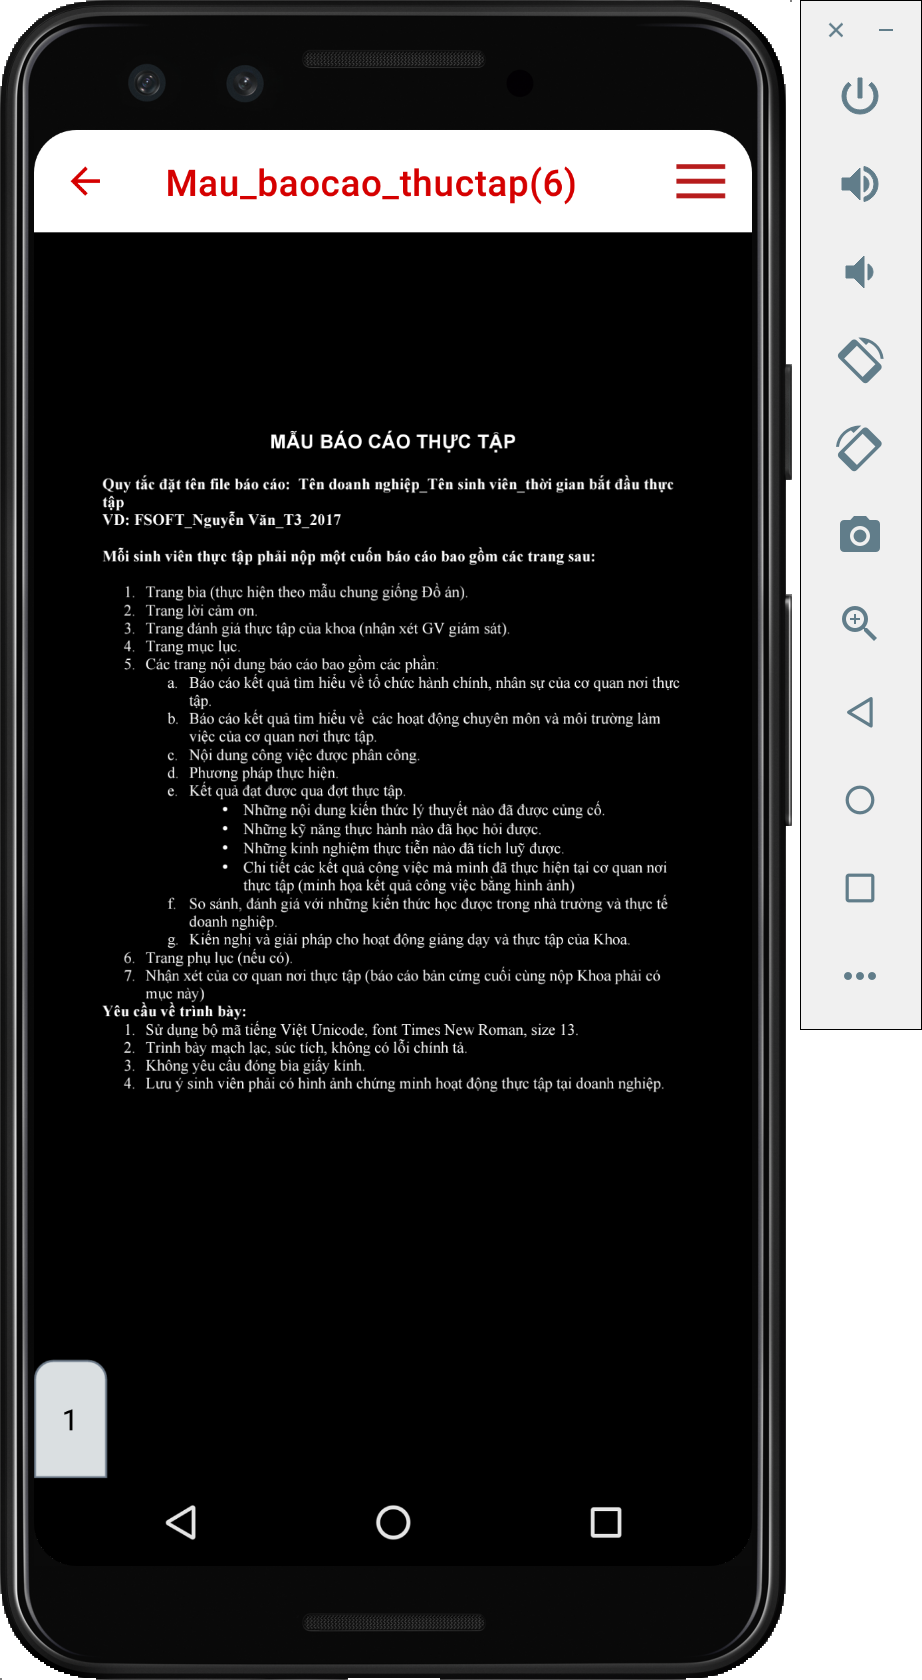 Mau_baocao_thuctap(6)
MẪU BÁO CÁO THỰC TẬP
Quy tắc đặt tên file báo cáo:  Tên doanh nghiệp_Tên sinh viên_thời gian bắt đầu thực
tập
VD: FSOFT_Nguyễn Văn_T3_2017
Mỗi sinh viên thực tập phải nộp một cuốn báo cáo bao gồm các trang sau:
1. Trang bìa (thực hiện theo mẫu chung giống Đồ án).
2. Trang lời cảm ơn.
3. Trang đánh giá thực tập của khoa (nhận xét GV giám sát).
4. Trang mục lục.
5. Các trang nội dung báo cáo bao gồm các phần:
a. Báo cáo kết quả tìm hiểu về tổ chức hành chính, nhân sự của cơ quan nơi thực
tập.
b. Báo cáo kết quả tìm hiểu về  các hoạt động chuyên môn và môi trường làm
việc của cơ quan nơi thực tập.
c. Nội dung công việc được phân công.
d. Phương pháp thực hiện.
e. Kết quả đạt được qua đợt thực tập.
• Những nội dung kiến thức lý thuyết nào đã được củng cố.
• Những kỹ năng thực hành nào đã học hỏi được.
• Những kinh nghiệm thực tiễn nào đã tích luỹ được.
• Chi tiết các kết quả công việc mà mình đã thực hiện tại cơ quan nơi
thực tập (minh họa kết quả công việc bằng hình ảnh)
f. So sánh, đánh giá với những kiến thức học được trong nhà trường và thực tế
doanh nghiệp.
g. Kiến nghị và giải pháp cho hoạt động giảng dạy và thực tập của Khoa.
6. Trang phụ lục (nếu có).
7. Nhận xét của cơ quan nơi thực tập (báo cáo bản cứng cuối cùng nộp Khoa phải có
mục này)
Yêu cầu về trình bày:
1. Sử dụng bộ mã tiếng Việt Unicode, font Times New Roman, size 13.
2. Trình bày mạch lạc, súc tích, không có lỗi chính tả.
3. Không yêu cầu đóng bìa giấy kính.
4. Lưu ý sinh viên phải có hình ảnh chứng minh hoạt động thực tập tại doanh nghiệp.
1